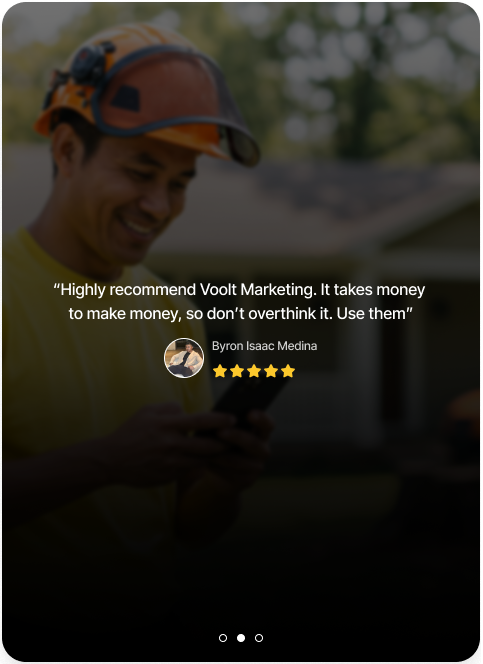 “Highly recommend Voolt Marketing. It takes money
to make money, so don’t overthink it. Use them”
Byron Isaac Medina